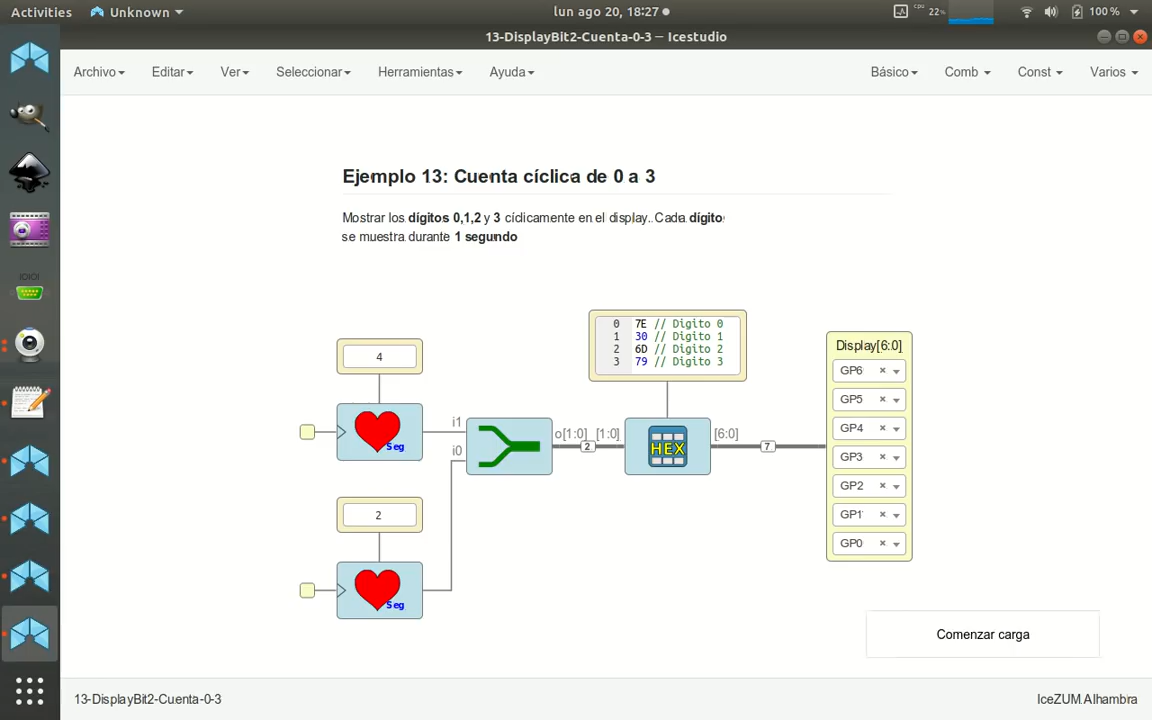 Activities Unknown lun ago 20, 18:27 cpu 22% 100 %
13-DisplayBit2-Cuenta-0-3 — Icestudio
Archivo Editar Ver Seleccionar Herramientas Ayuda Básico Comb Const Varios
Ejemplo 13: Cuenta cíclica de 0 a 3
Mostrar los dígitos 0,1,2 y 3 cíclicamente en el display. Cada dígito
se muestra durante 1 segundo
0 7E // Digito 0
1 30 // Digito 1
2 6D // Digito 2
3 79 // Digito 3
4
Seg
i1
i0
o[1:0] 2 [1:0]
HEX
[6:0] 7
Display[6:0]
GP6 ×
GP5 ×
GP4 ×
GP3 ×
GP2 ×
GP1 ×
GP0 ×
2
Seg
Comenzar carga
13-DisplayBit2-Cuenta-0-3 IceZUM Alhambra
IOIOI